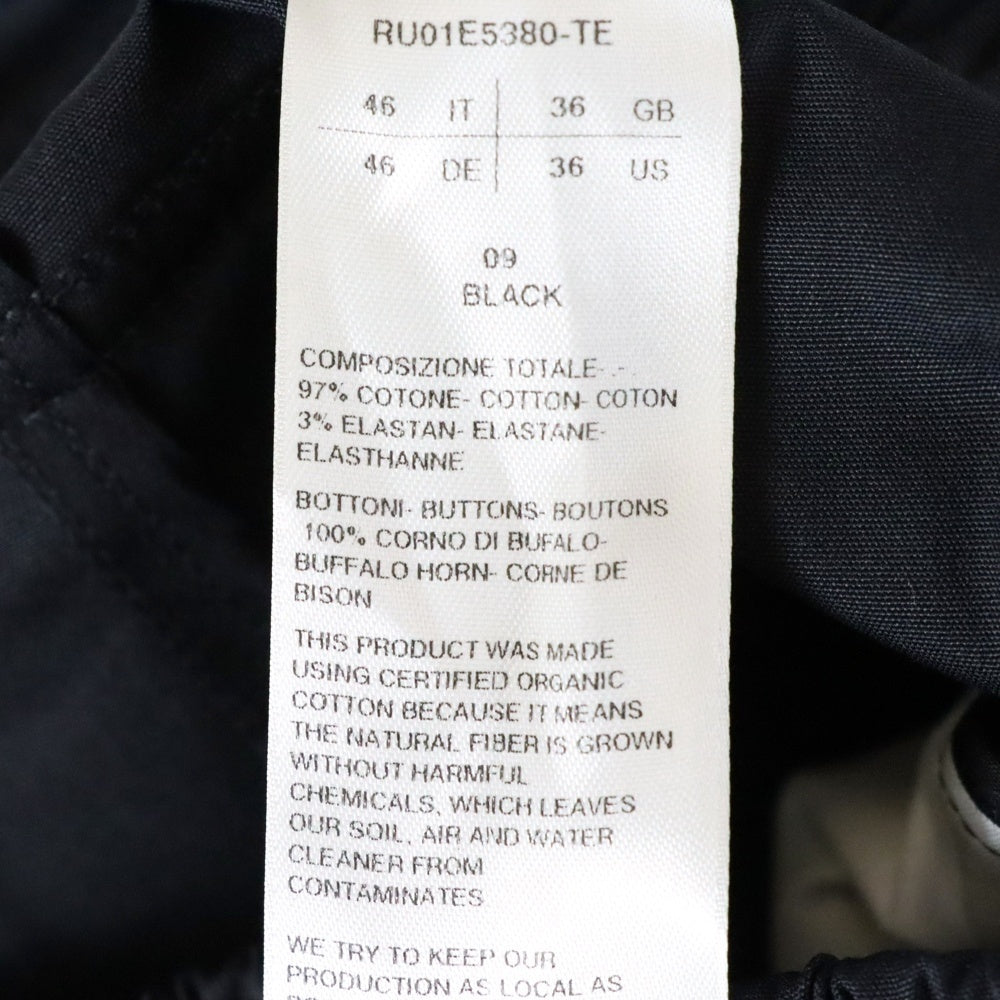 RU01E5380-TE
46 IT 36 GB
46 DE 36 US
09
BLACK
COMPOSIZIONE TOTALE- .-.
97% COTONE- COTTON- COTON
3% ELASTAN- ELASTANE-
ELASTHANNE
BOTTONI- BUTTONS- BOUTONS
100% CORNO DI BUFALO-
BUFFALO HORN- CORNE DE
BISON
THIS PRODUCT WAS MADE
USING CERTIFIED ORGANIC
COTTON BECAUSE IT MEANS
THE NATURAL FIBER IS GROWN
WITHOUT HARMFUL
CHEMICALS, WHICH LEAVES
OUR SOIL, AIR AND WATER
CLEANER FROM
CONTAMINATES
WE TRY TO KEEP OUR
PRODUCTION AS LOCAL AS